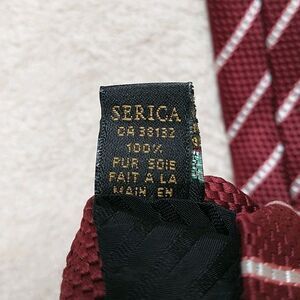 SERICA
CA 38132
100%
PUR SOIE
FAIT A LA
MAIN EN